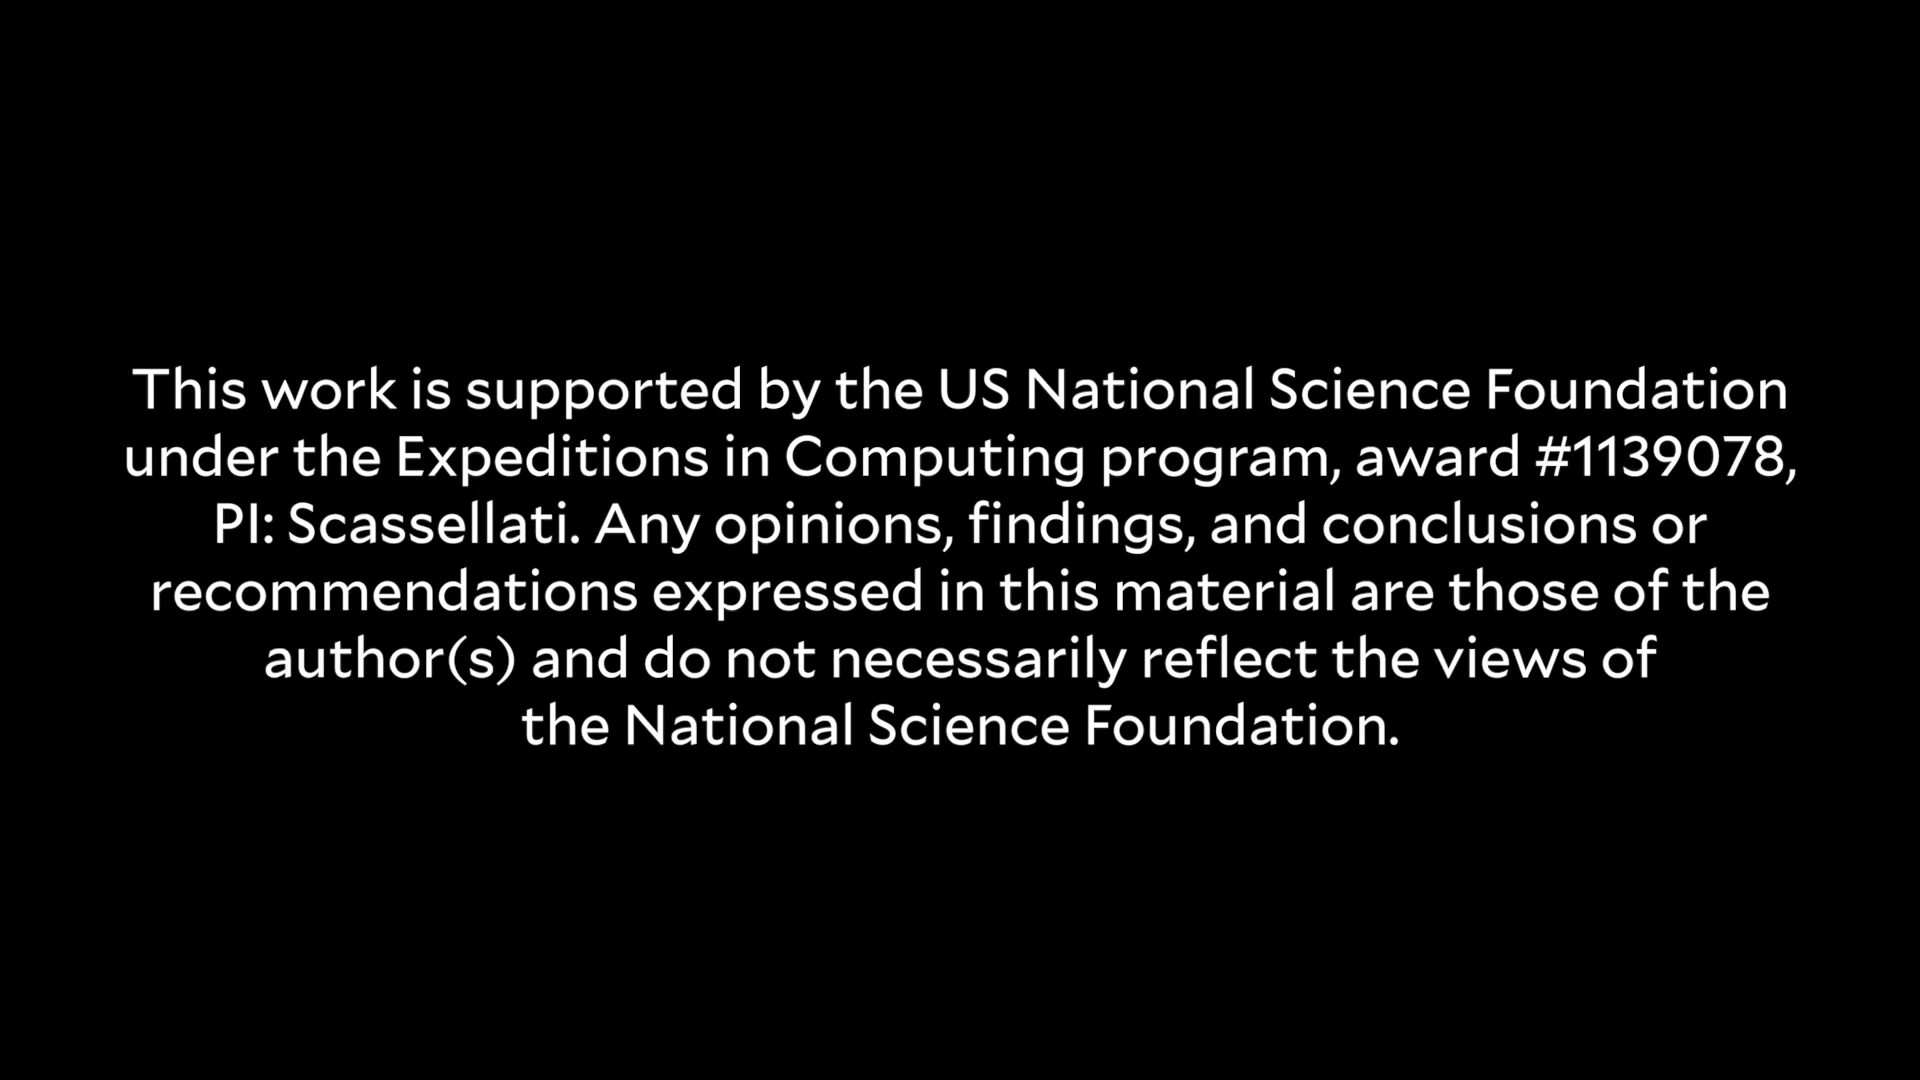 This work is supported by the US National Science Foundation
under the Expeditions in Computing program, award #1139078,
PI: Scassellati. Any opinions, findings, and conclusions or
recommendations expressed in this material are those of the
author(s) and do not necessarily reflect the views of
the National Science Foundation.